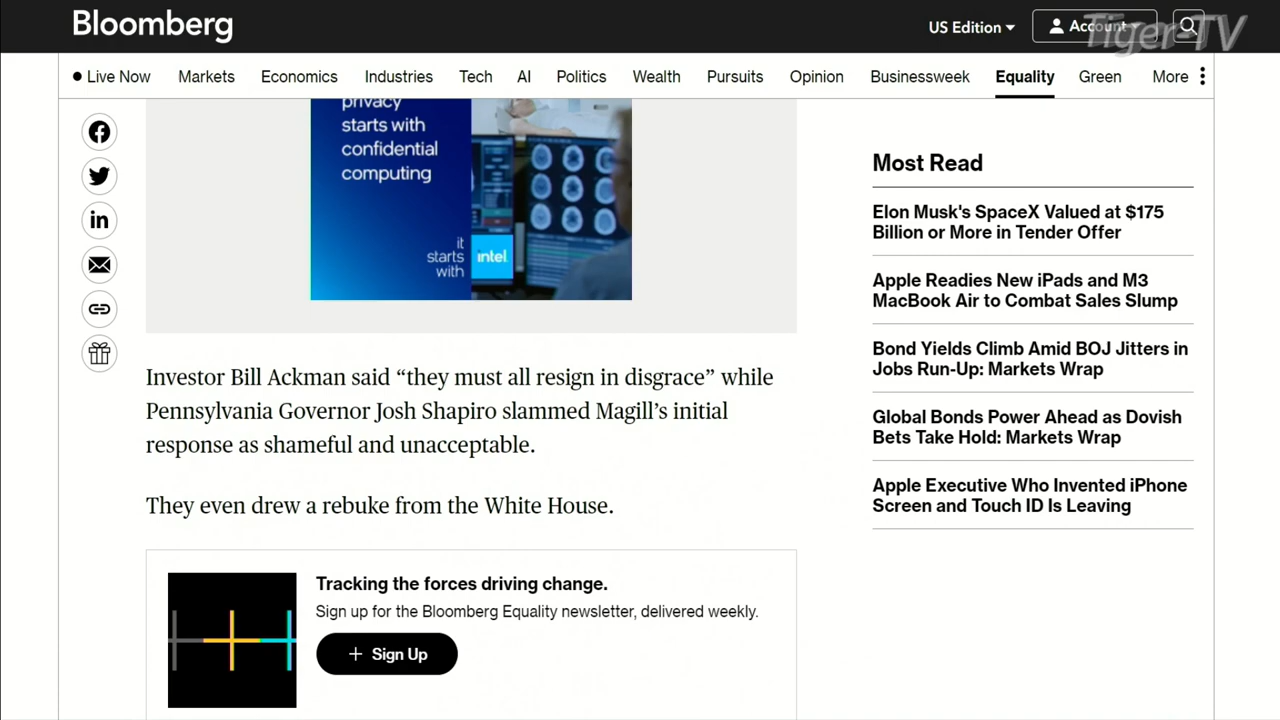 Bloomberg
US Edition
Account
Tiger-TV
Live Now Markets Economics Industries Tech AI Politics Wealth Pursuits Opinion Businessweek Equality Green More
privacy
starts with
confidential
computing
it
starts
with
intel.
Investor Bill Ackman said “they must all resign in disgrace” while
Pennsylvania Governor Josh Shapiro slammed Magill’s initial
response as shameful and unacceptable.
They even drew a rebuke from the White House.
Tracking the forces driving change.
Sign up for the Bloomberg Equality newsletter, delivered weekly.
+ Sign Up
Most Read
Elon Musk's SpaceX Valued at $175
Billion or More in Tender Offer
Apple Readies New iPads and M3
MacBook Air to Combat Sales Slump
Bond Yields Climb Amid BOJ Jitters in
Jobs Run-Up: Markets Wrap
Global Bonds Power Ahead as Dovish
Bets Take Hold: Markets Wrap
Apple Executive Who Invented iPhone
Screen and Touch ID Is Leaving